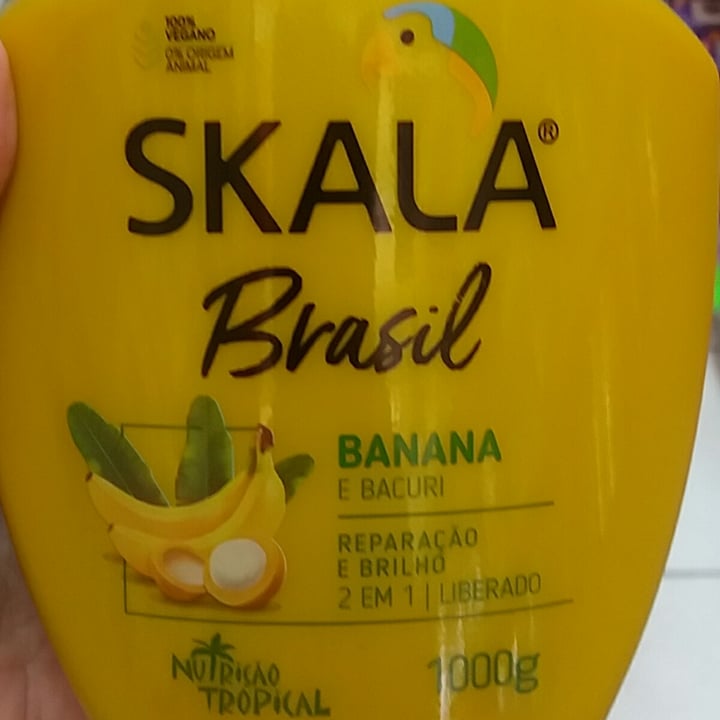 100%
VEGANO
0% ORIGEM
ANIMAL
SKALA®
Brasil
BANANA
E BACURI
REPARAÇÃO
E BRILHO
2 EM 1 | LIBERADO
NUTRIÇÃO
TROPICAL
1000g